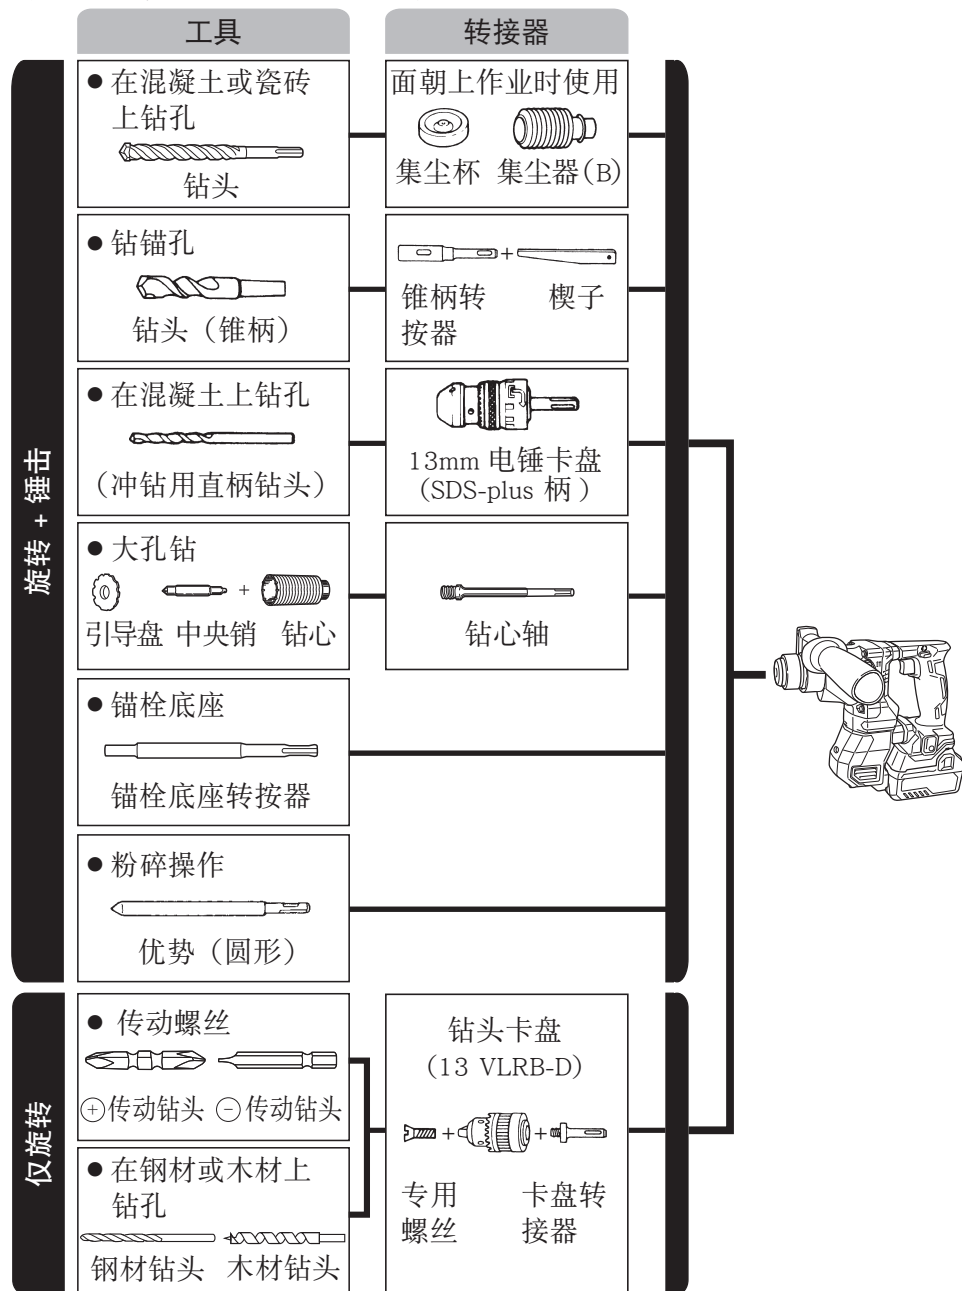 工具
转接器
旋转 + 锤击
● 在混凝土或瓷砖
上钻孔
钻头
面朝上作业时使用
集尘杯 集尘器(B)
● 钻锚孔
钻头（锥柄）
+
锥柄转 楔子
按器
● 在混凝土上钻孔
（冲钻用直柄钻头）
13mm 电锤卡盘
(SDS-plus 柄 )
● 大孔钻
+
引导盘 中央销 钻心
钻心轴
● 锚栓底座
锚栓底座转按器
● 粉碎操作
优势（圆形）
仅旋转
● 传动螺丝
⊕传动钻头 ⊖传动钻头
● 在钢材或木材上
钻孔
钢材钻头 木材钻头
钻头卡盘
(13 VLRB-D)
+ +
专用 卡盘转
螺丝 接器